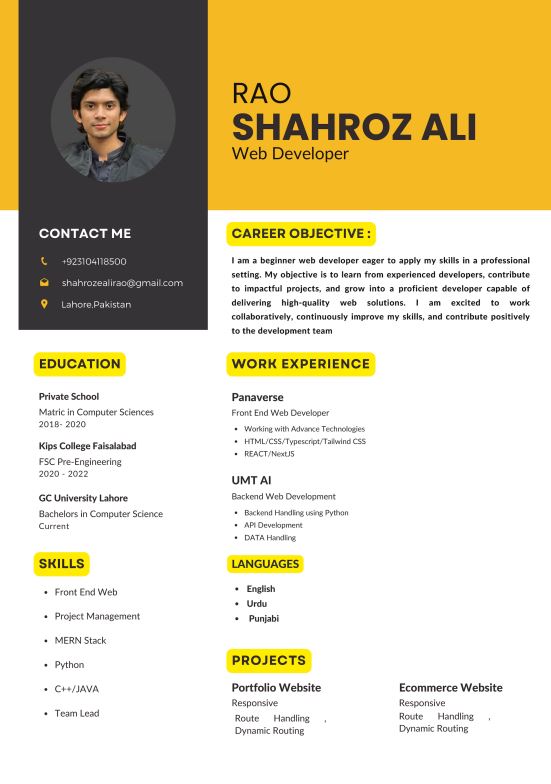 RAO
SHAHROZ ALI
Web Developer
CONTACT ME
+923104118500
shahrozealirao@gmail.com
Lahore,Pakistan
CAREER OBJECTIVE :
I am a beginner web developer eager to apply my skills in a professional
setting. My objective is to learn from experienced developers, contribute
to impactful projects, and grow into a proficient developer capable of
delivering high-quality web solutions. I am excited to work
collaboratively, continuously improve my skills, and contribute positively
to the development team
EDUCATION
Private School
Matric in Computer Sciences
2018- 2020
Kips College Faisalabad
FSC Pre-Engineering
2020 - 2022
GC University Lahore
Bachelors in Computer Science
Current
SKILLS
• Front End Web
• Project Management
• MERN Stack
• Python
• C++/JAVA
• Team Lead
WORK EXPERIENCE
Panaverse
Front End Web Developer
• Working with Advance Technologies
• HTML/CSS/Typescript/Tailwind CSS
• REACT/NextJS
UMT AI
Backend Web Development
• Backend Handling using Python
• API Development
• DATA Handling
LANGUAGES
• English
• Urdu
• Punjabi
PROJECTS
Portfolio Website
Responsive
Route Handling ,
Dynamic Routing
Ecommerce Website
Responsive
Route Handling ,
Dynamic Routing